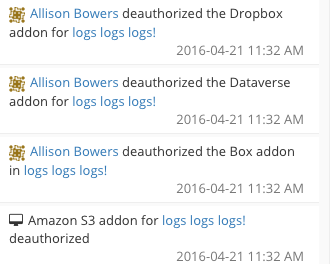 Allison Bowers deauthorized the Dropbox
addon for logs logs logs!
2016-04-21 11:32 AM
Allison Bowers deauthorized the Dataverse
addon for logs logs logs!
2016-04-21 11:32 AM
Allison Bowers deauthorized the Box addon
in logs logs logs!
2016-04-21 11:32 AM
Amazon S3 addon for logs logs logs!
deauthorized
2016-04-21 11:32 AM